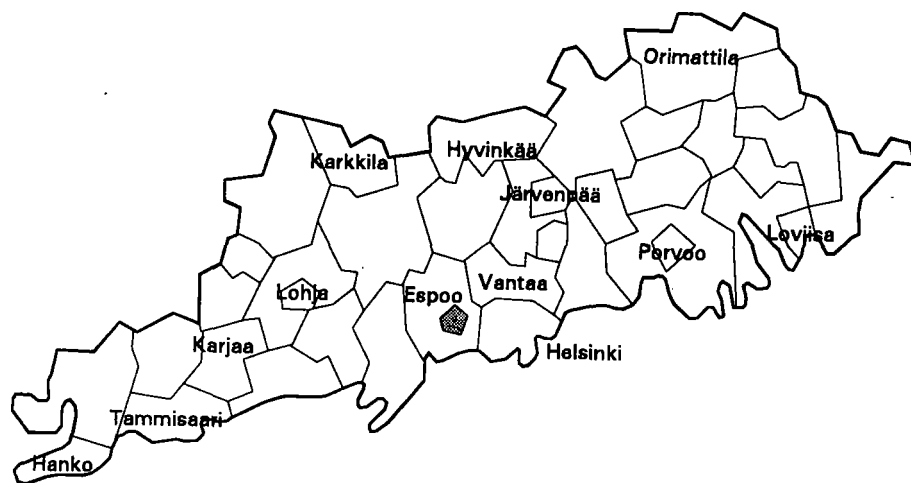 Orimattila
Karkkila
Hyvinkää
Järvenpää
Loviisa
Porvoo
Lohja
Espoo
Vantaa
Karjaa
Helsinki
Tammisaari
Hanko